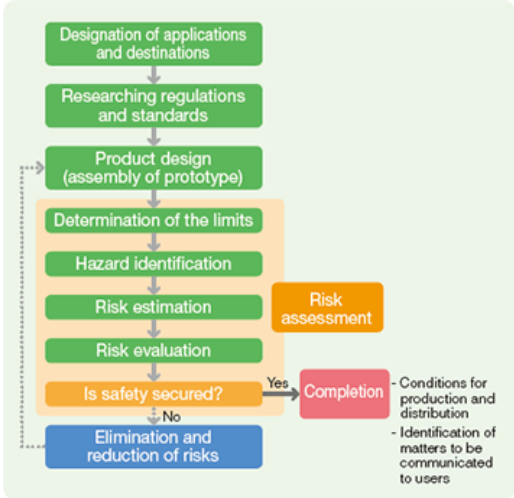 Designation of applications
and destinations
Researching regulations
and standards
Product design
(assembly of prototype)
Determination of the limits
Hazard identification
Risk estimation
Risk
assessment
Risk evaluation
Is safety secured?
Yes
Completion
- Conditions for
production and
distribution
- Identification of
matters to be
communicated
to users
No
Elimination and
reduction of risks